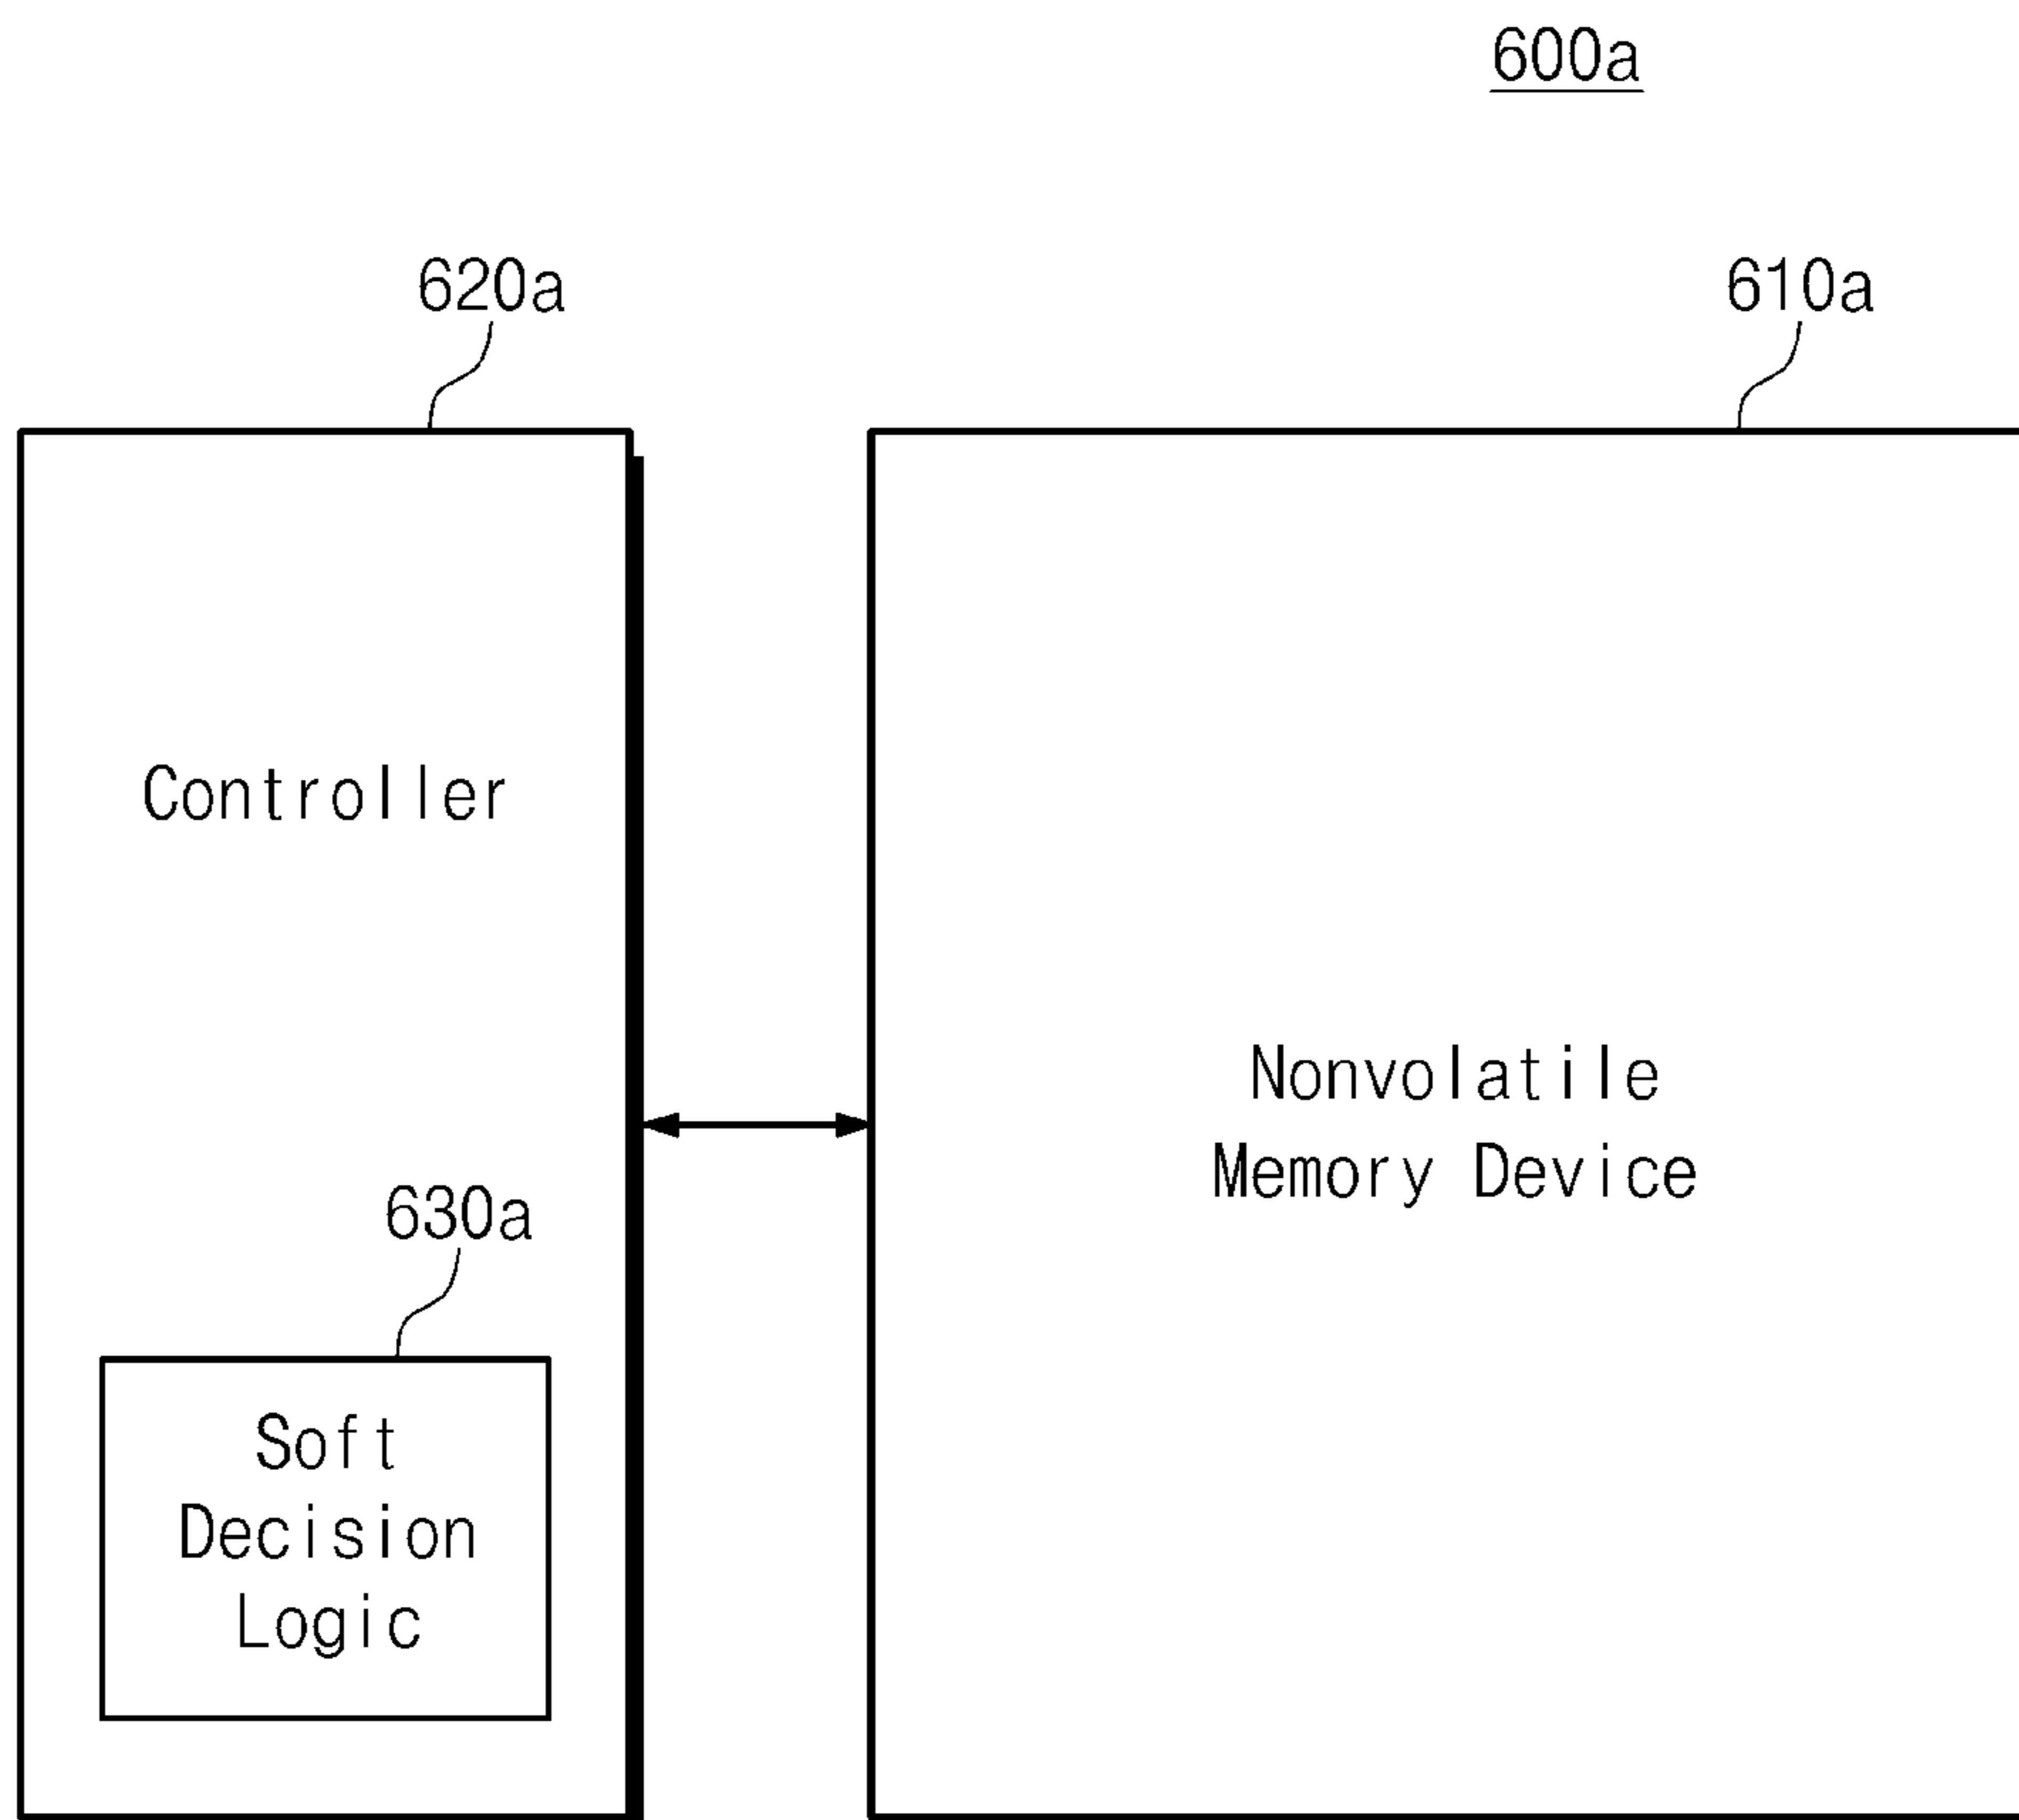 600a
620a
610a
Controller
Nonvolatile
Memory Device
630a
Soft
Decision
Logic